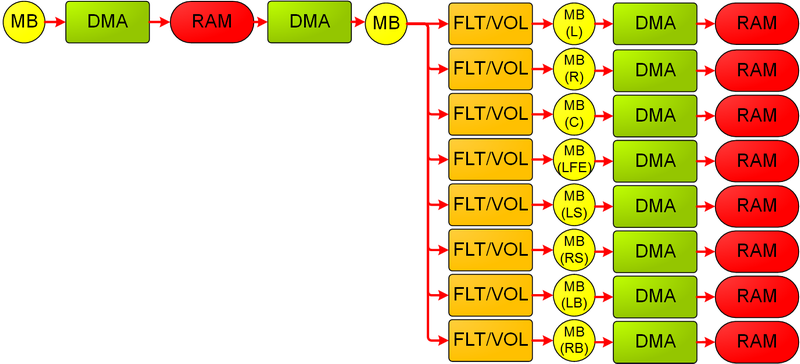 MB DMA RAM DMA MB FLT/VOL MB (L) DMA RAM
FLT/VOL MB (R) DMA RAM
FLT/VOL MB (C) DMA RAM
FLT/VOL MB (LFE) DMA RAM
FLT/VOL MB (LS) DMA RAM
FLT/VOL MB (RS) DMA RAM
FLT/VOL MB (LB) DMA RAM
FLT/VOL MB (RB) DMA RAM